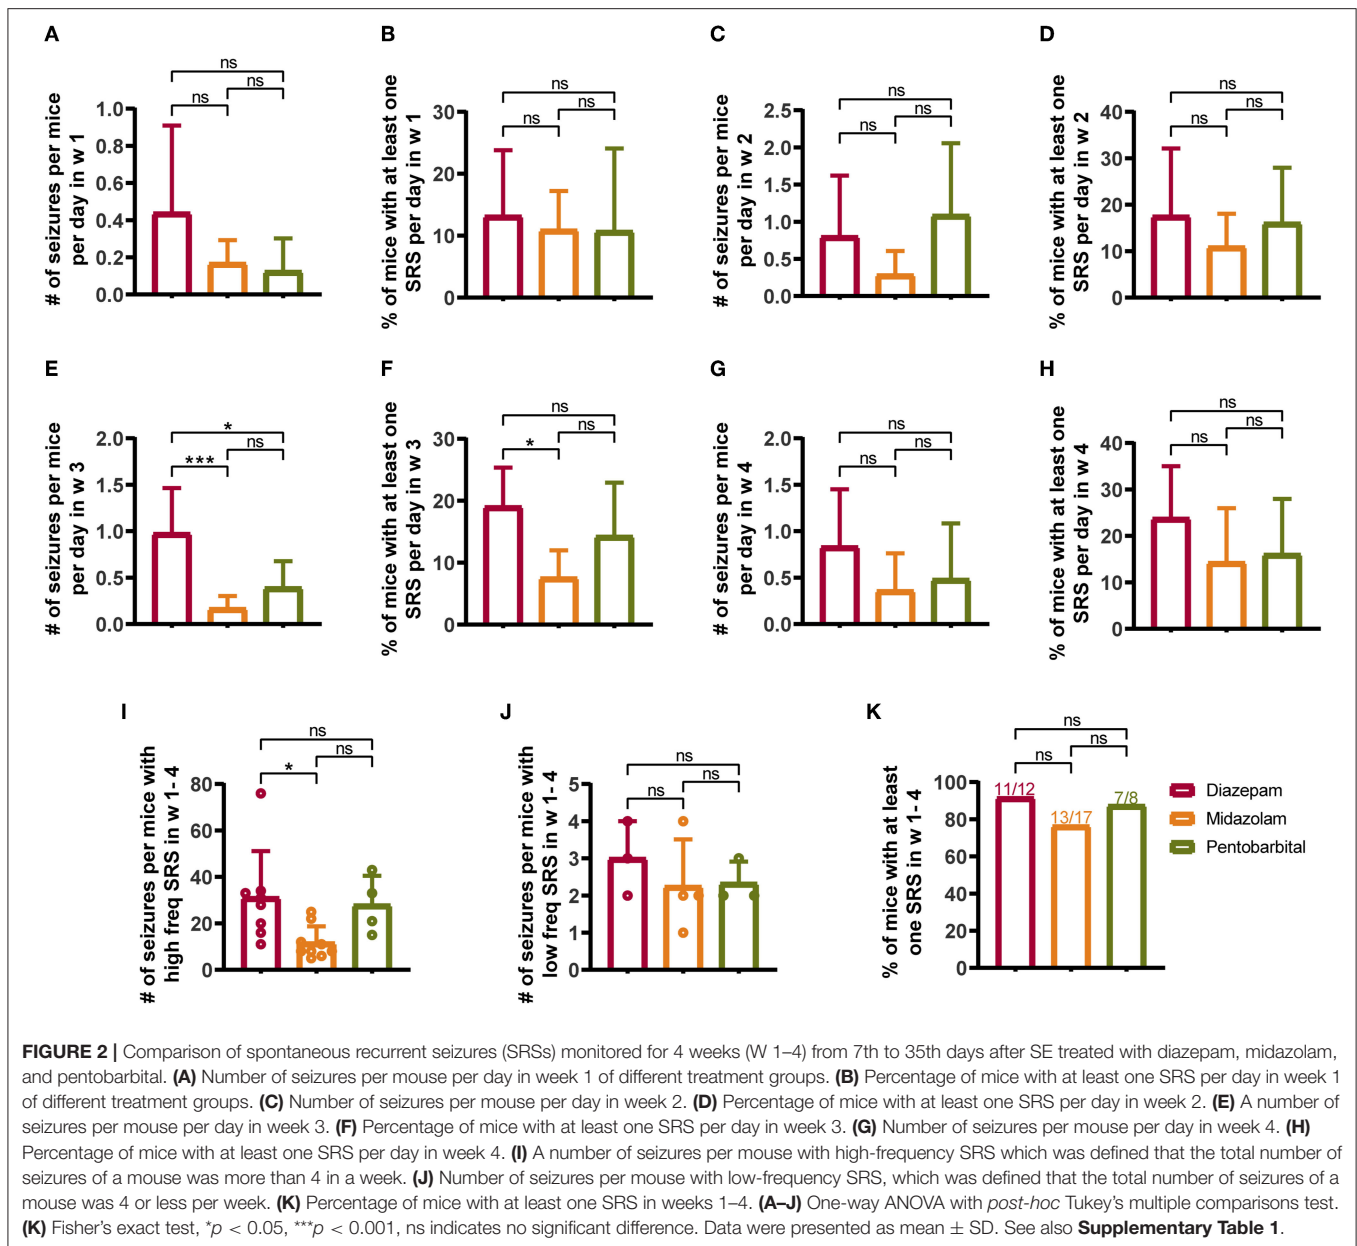 A
B
C
D
# of seizures per mice
per day in w 1
ns
ns
ns
1.0
0.8
0.6
0.4
0.2
0.0
% of mice with at least one
SRS per day in w 1
ns
ns
ns
30
20
10
0
# of seizures per mice
per day in w 2
ns
ns
ns
2.5
2.0
1.5
1.0
0.5
0.0
% of mice with at least one
SRS per day in w 2
ns
ns
ns
40
30
20
10
0
E
F
G
H
# of seizures per mice
per day in w 3
*
***
ns
2.0
1.5
1.0
0.5
0.0
% of mice with at least one
SRS per day in w 3
ns
*
ns
30
20
10
0
# of seizures per mice
per day in w 4
ns
ns
ns
2.0
1.5
1.0
0.5
0.0
% of mice with at least one
SRS per day in w 4
ns
ns
ns
40
30
20
10
0
I
J
K
# of seizures per mice with
high freq SRS in w 1- 4
ns
*
ns
80
60
40
20
0
# of seizures per mice with
low freq SRS in w 1- 4
ns
ns
ns
5
4
3
2
1
0
% of mice with at least
one SRS in w 1- 4
ns
ns
ns
100
80
60
40
20
0
11/12
13/17
7/8
Diazepam
Midazolam
Pentobarbital
FIGURE 2 | Comparison of spontaneous recurrent seizures (SRSs) monitored for 4 weeks (W 1–4) from 7th to 35th days after SE treated with diazepam, midazolam,
and pentobarbital. (A) Number of seizures per mouse per day in week 1 of different treatment groups. (B) Percentage of mice with at least one SRS per day in week 1
of different treatment groups. (C) Number of seizures per mouse per day in week 2. (D) Percentage of mice with at least one SRS per day in week 2. (E) A number of
seizures per mouse per day in week 3. (F) Percentage of mice with at least one SRS per day in week 3. (G) Number of seizures per mouse per day in week 4. (H)
Percentage of mice with at least one SRS per day in week 4. (I) A number of seizures per mouse with high-frequency SRS which was defined that the total number of
seizures of a mouse was more than 4 in a week. (J) Number of seizures per mouse with low-frequency SRS, which was defined that the total number of seizures of a
mouse was 4 or less per week. (K) Percentage of mice with at least one SRS in weeks 1–4. (A–J) One-way ANOVA with post-hoc Tukey's multiple comparisons test.
(K) Fisher's exact test, *p < 0.05, ***p < 0.001, ns indicates no significant difference. Data were presented as mean ± SD. See also Supplementary Table 1.